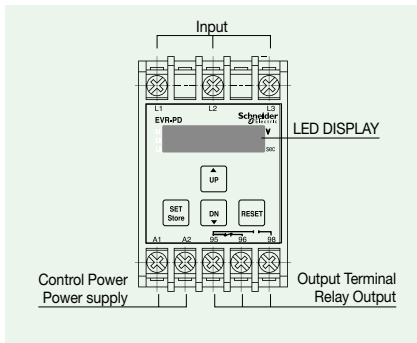 Input
L1 L2 L3
EVR•PD Schneider
Electric
LED DISPLAY
V
sec
UP
SET
Store
DN
RESET
A1 A2 95 96 98
Control Power
Power supply
Output Terminal
Relay Output